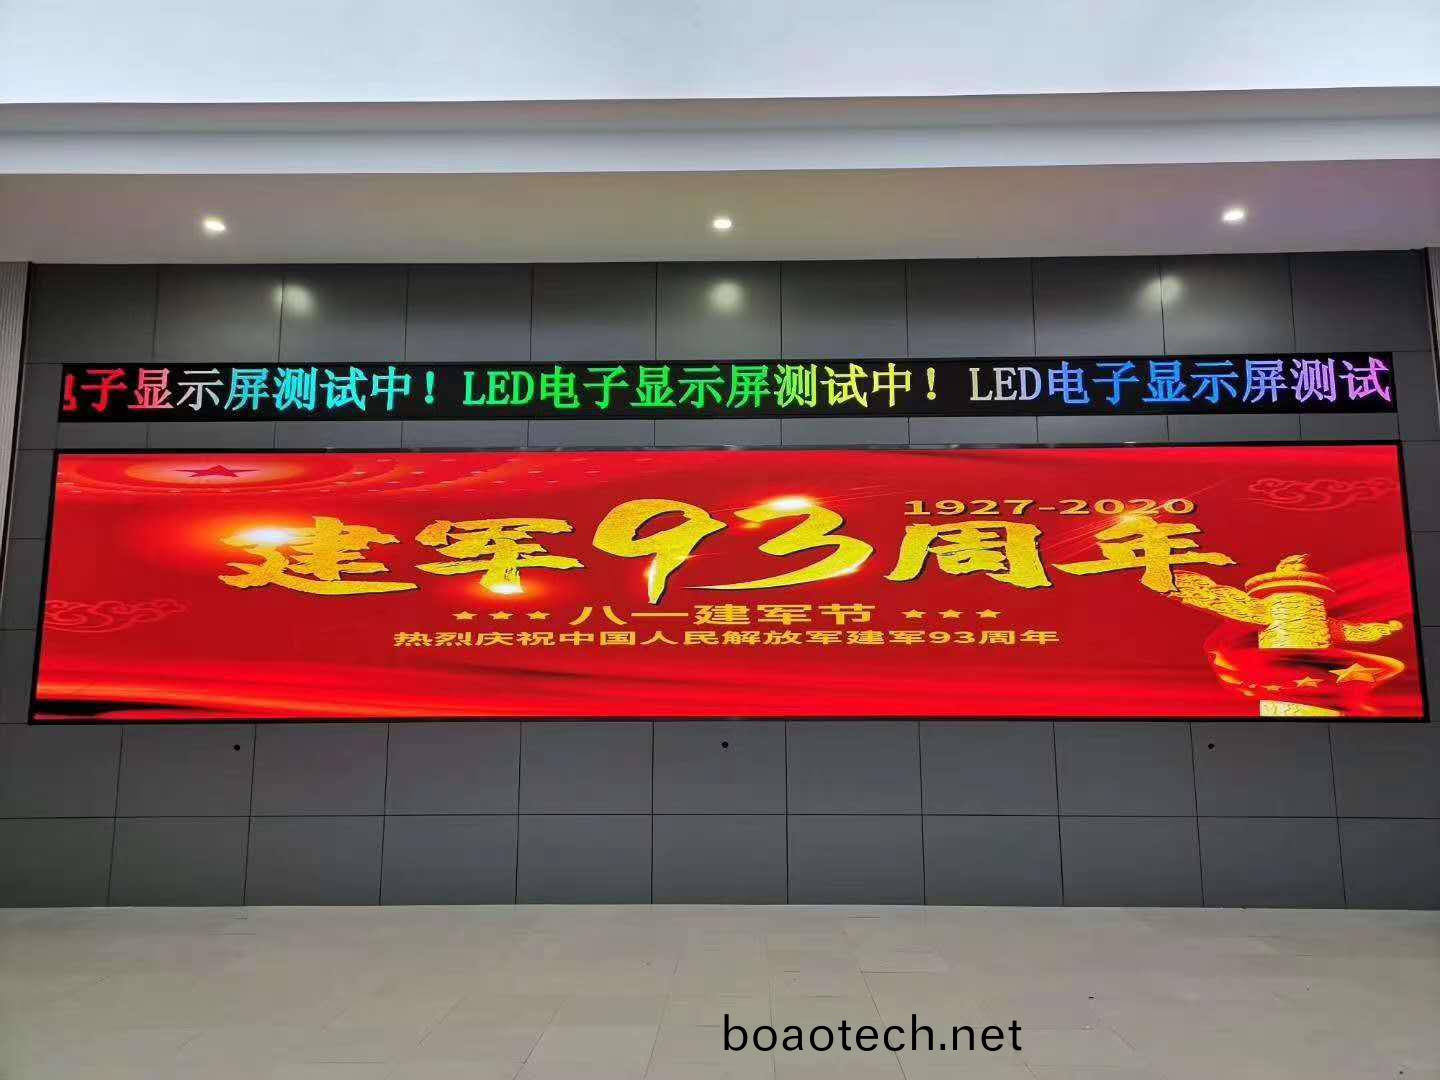 电子显示屏测试中！LED电子显示屏测试中！LED电子显示屏测试
1927-2020
建军93周年
★★★八一建军节★★★
热烈庆祝中国人民解放军建军93周年
boaotech.net